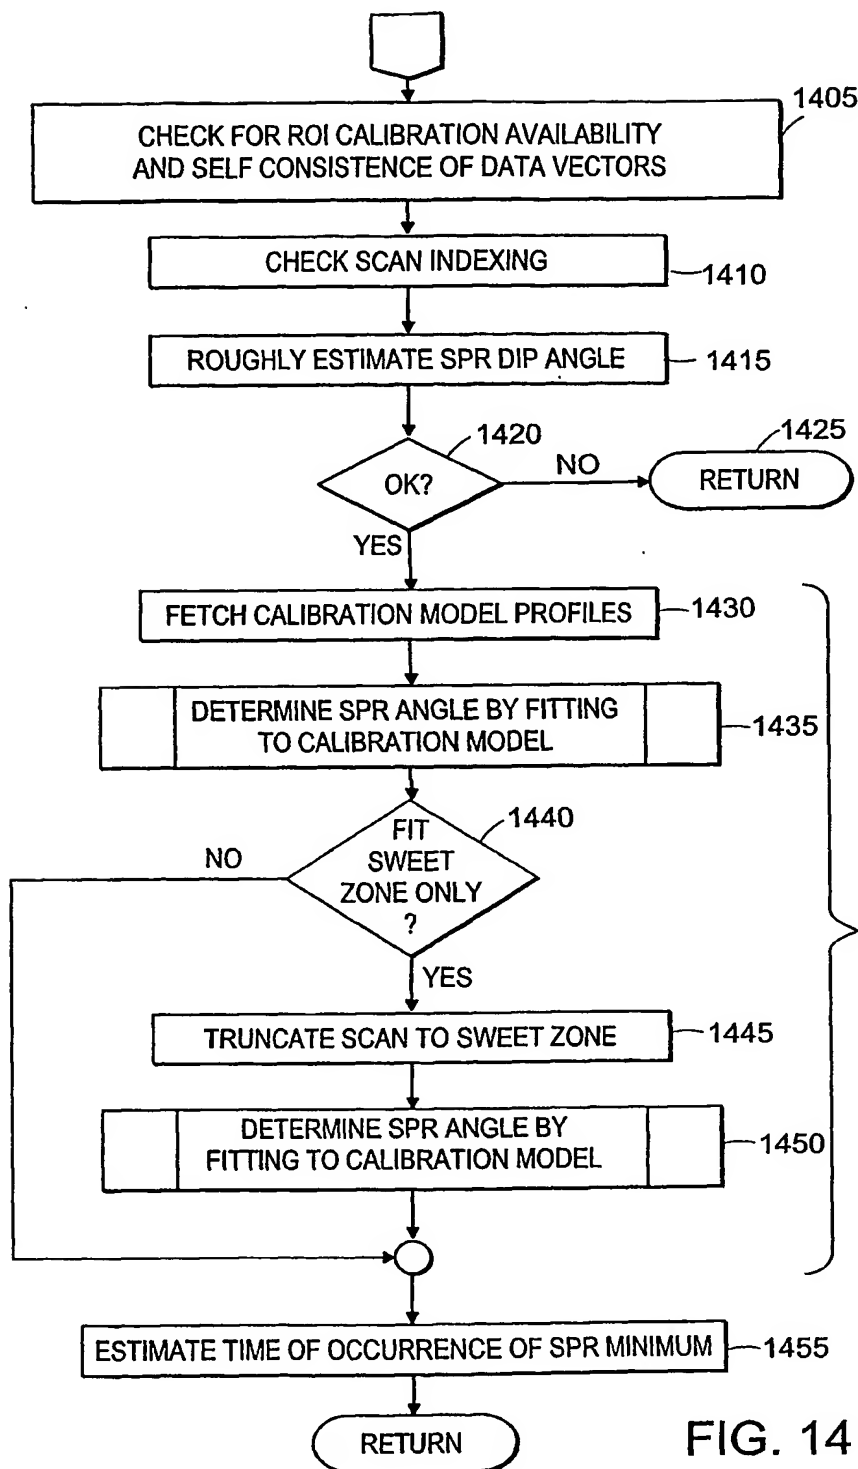 1405
CHECK FOR ROI CALIBRATION AVAILABILITY
AND SELF CONSISTENCE OF DATA VECTORS
CHECK SCAN INDEXING
1410
ROUGHLY ESTIMATE SPR DIP ANGLE
1415
1420
1425
OK?
NO
RETURN
YES
FETCH CALIBRATION MODEL PROFILES
1430
DETERMINE SPR ANGLE BY FITTING
TO CALIBRATION MODEL
1435
1440
FIT
SWEET
ZONE ONLY
?
NO
YES
TRUNCATE SCAN TO SWEET ZONE
1445
DETERMINE SPR ANGLE BY
FITTING TO CALIBRATION MODEL
1450
ESTIMATE TIME OF OCCURRENCE OF SPR MINIMUM
1455
RETURN
FIG. 14